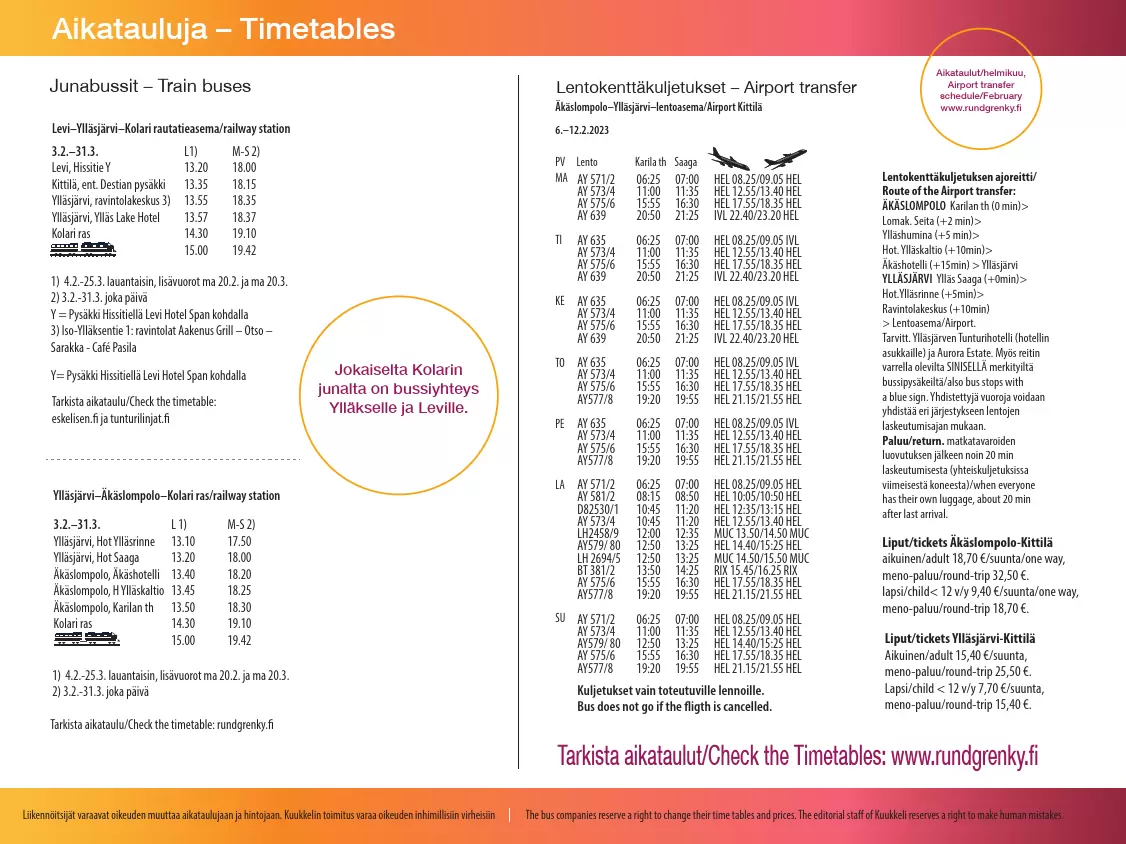 Aikatauluja – Timetables
Junabussit – Train buses
Levi–Ylläsjärvi–Kolari rautatieasema/railway station
3.2.–31.3. L1) M-S 2)
Levi, Hissitie Y 13.20 18.00
Kittilä, ent. Destian pysäkki 13.35 18.15
Ylläsjärvi, ravintolakeskus 3) 13.55 18.35
Ylläsjärvi, Ylläs Lake Hotel 13.57 18.37
Kolari ras 14.30 19.10
15.00 19.42
1) 4.2.-25.3. lauantaisin, lisävuorot ma 20.2. ja ma 20.3.
2) 3.2.-31.3. joka päivä
Y = Pysäkki Hissitiellä Levi Hotel Span kohdalla
3) Iso-Ylläksentie 1: ravintolat Aakenus Grill – Otso –
Sarakka - Café Pasila
Y= Pysäkki Hissitiellä Levi Hotel Span kohdalla
Tarkista aikataulu/Check the timetable:
eskelisen.fi ja tunturilinjat.fi
Jokaiselta Kolarin
junalta on bussiyhteys
Ylläkselle ja Leville.
Ylläsjärvi–Äkäslompolo–Kolari ras/railway station
3.2.–31.3. L 1) M-S 2)
Ylläsjärvi, Hot Ylläsrinne 13.10 17.50
Ylläsjärvi, Hot Saaga 13.20 18.00
Äkäslompolo, Äkäshotelli 13.40 18.20
Äkäslompolo, H Ylläskaltio 13.45 18.25
Äkäslompolo, Karilan th 13.50 18.30
Kolari ras 14.30 19.10
15.00 19.42
1) 4.2.-25.3. lauantaisin, lisävuorot ma 20.2. ja ma 20.3.
2) 3.2.-31.3. joka päivä
Tarkista aikataulu/Check the timetable: rundgrenky.fi
Lentokenttäkuljetukset – Airport transfer
Äkäslompolo–Ylläsjärvi–lentoasema/Airport Kittilä
6.–12.2.2023
PV Lento Karila th Saaga
MA AY 571/2 06:25 07:00 HEL 08.25/09.05 HEL
AY 573/4 11:00 11:35 HEL 12.55/13.40 HEL
AY 575/6 15:55 16:30 HEL 17.55/18.35 HEL
AY 639 20:50 21:25 IVL 22.40/23.20 HEL
TI AY 635 06:25 07:00 HEL 08.25/09.05 IVL
AY 573/4 11:00 11:35 HEL 12.55/13.40 HEL
AY 575/6 15:55 16:30 HEL 17.55/18.35 HEL
AY 639 20:50 21:25 IVL 22.40/23.20 HEL
KE AY 635 06:25 07:00 HEL 08.25/09.05 IVL
AY 573/4 11:00 11:35 HEL 12.55/13.40 HEL
AY 575/6 15:55 16:30 HEL 17.55/18.35 HEL
AY 639 20:50 21:25 IVL 22.20/23.40 HEL
TO AY 635 06:25 07:00 HEL 08.25/09.05 IVL
AY 573/4 11:00 11:35 HEL 12.55/13.40 HEL
AY 575/6 15:55 16:30 HEL 17.55/18.35 HEL
AY577/8 19:20 19:55 HEL 21.15/21.55 HEL
PE AY 635 06:25 07:00 HEL 08.25/09.05 IVL
AY 573/4 11:00 11:35 HEL 12.55/13.40 HEL
AY 575/6 15:55 16:30 HEL 17.55/18.35 HEL
AY577/8 19:20 19:55 HEL 21.15/21.55 HEL
LA AY 571/2 06:25 07:00 HEL 08.25/09.05 HEL
AY 581/2 08:15 08:50 HEL 10:05/10:50 HEL
D82530/1 10:45 11:20 HEL 12:35/13:15 HEL
AY 573/4 10:45 11:20 HEL 12.55/13.40 HEL
LH2458/9 12:00 12:35 MUC 13.50/14.50 MUC
AY579/ 80 12:50 13:25 HEL 14.40/15:25 HEL
LH 2694/5 12:50 13:25 MUC 14.50/15.50 MUC
BT 381/2 13:50 14:25 RIX 15.45/16.25 RIX
AY 575/6 15:55 16:30 HEL 17.55/18.35 HEL
AY577/8 19:20 19:55 HEL 21.15/21.55 HEL
SU AY 571/2 06:25 07:00 HEL 08.25/09.05 HEL
AY 573/4 11:00 11:35 HEL 12.55/13.40 HEL
AY579/ 80 12:50 13:25 HEL 14.40/15:25 HEL
AY 575/6 15:55 16:30 HEL 17.55/18.35 HEL
AY577/8 19:20 19:55 HEL 21.15/21.55 HEL
Kuljetukset vain toteutuville lennoille.
Bus does not go if the fligth is cancelled.
Aikataulut/helmikuu,
Airport transfer
schedule/February
www.rundgrenky.fi
Lentokenttäkuljetuksen ajoreitti/
Route of the Airport transfer:
ÄKÄSLOMPOLO Karilan th (0 min)>
Lomak. Seita (+2 min)>
Ylläshumina (+5 min)>
Hot. Ylläskaltio (+10min)>
Äkäshotelli (+15min) > Ylläsjärvi
YLLÄSJÄRVI Ylläs Saaga (+0min)>
Hot.Ylläsrinne (+5min)>
Ravintolakeskus (+10min)
> Lentoasema/Airport.
Tarvitt. Ylläsjärven Tunturihotelli (hotellin
asukkaille) ja Aurora Estate. Myös reitin
varrella olevilta SINISELLÄ merkityiltä
bussipysäkeiltä/also bus stops with
a blue sign. Yhdistettyjä vuoroja voidaan
yhdistää eri järjestykseen lentojen
laskeutumisajan mukaan.
Paluu/return. matkatavaroiden
luovutuksen jälkeen noin 20 min
laskeutumisesta (yhteiskuljetuksissa
viimeisestä koneesta)/when everyone
has their own luggage, about 20 min
after last arrival.
Liput/tickets Äkäslompolo-Kittilä
aikuinen/adult 18,70 €/suunta/one way,
meno-paluu/round-trip 32,50 €.
lapsi/child< 12 v/y 9,40 €/suunta/one way,
meno-paluu/round-trip 18,70 €.
Liput/tickets Ylläsjärvi-Kittilä
Aikuinen/adult 15,40 €/suunta,
meno-paluu/round-trip 25,50 €.
Lapsi/child < 12 v/y 7,70 €/suunta,
meno-paluu/round-trip 15,40 €.
Tarkista aikataulut/Check the Timetables: www.rundgrenky.fi
Liikennöitsijät varaavat oikeuden muuttaa aikataulujaan ja hintojaan. Kuukkelin toimitus varaa oikeuden inhimillisiin virheisiin
The bus companies reserve a right to change their time tables and prices. The editorial staff of Kuukkeli reserves a right to make human mistakes.